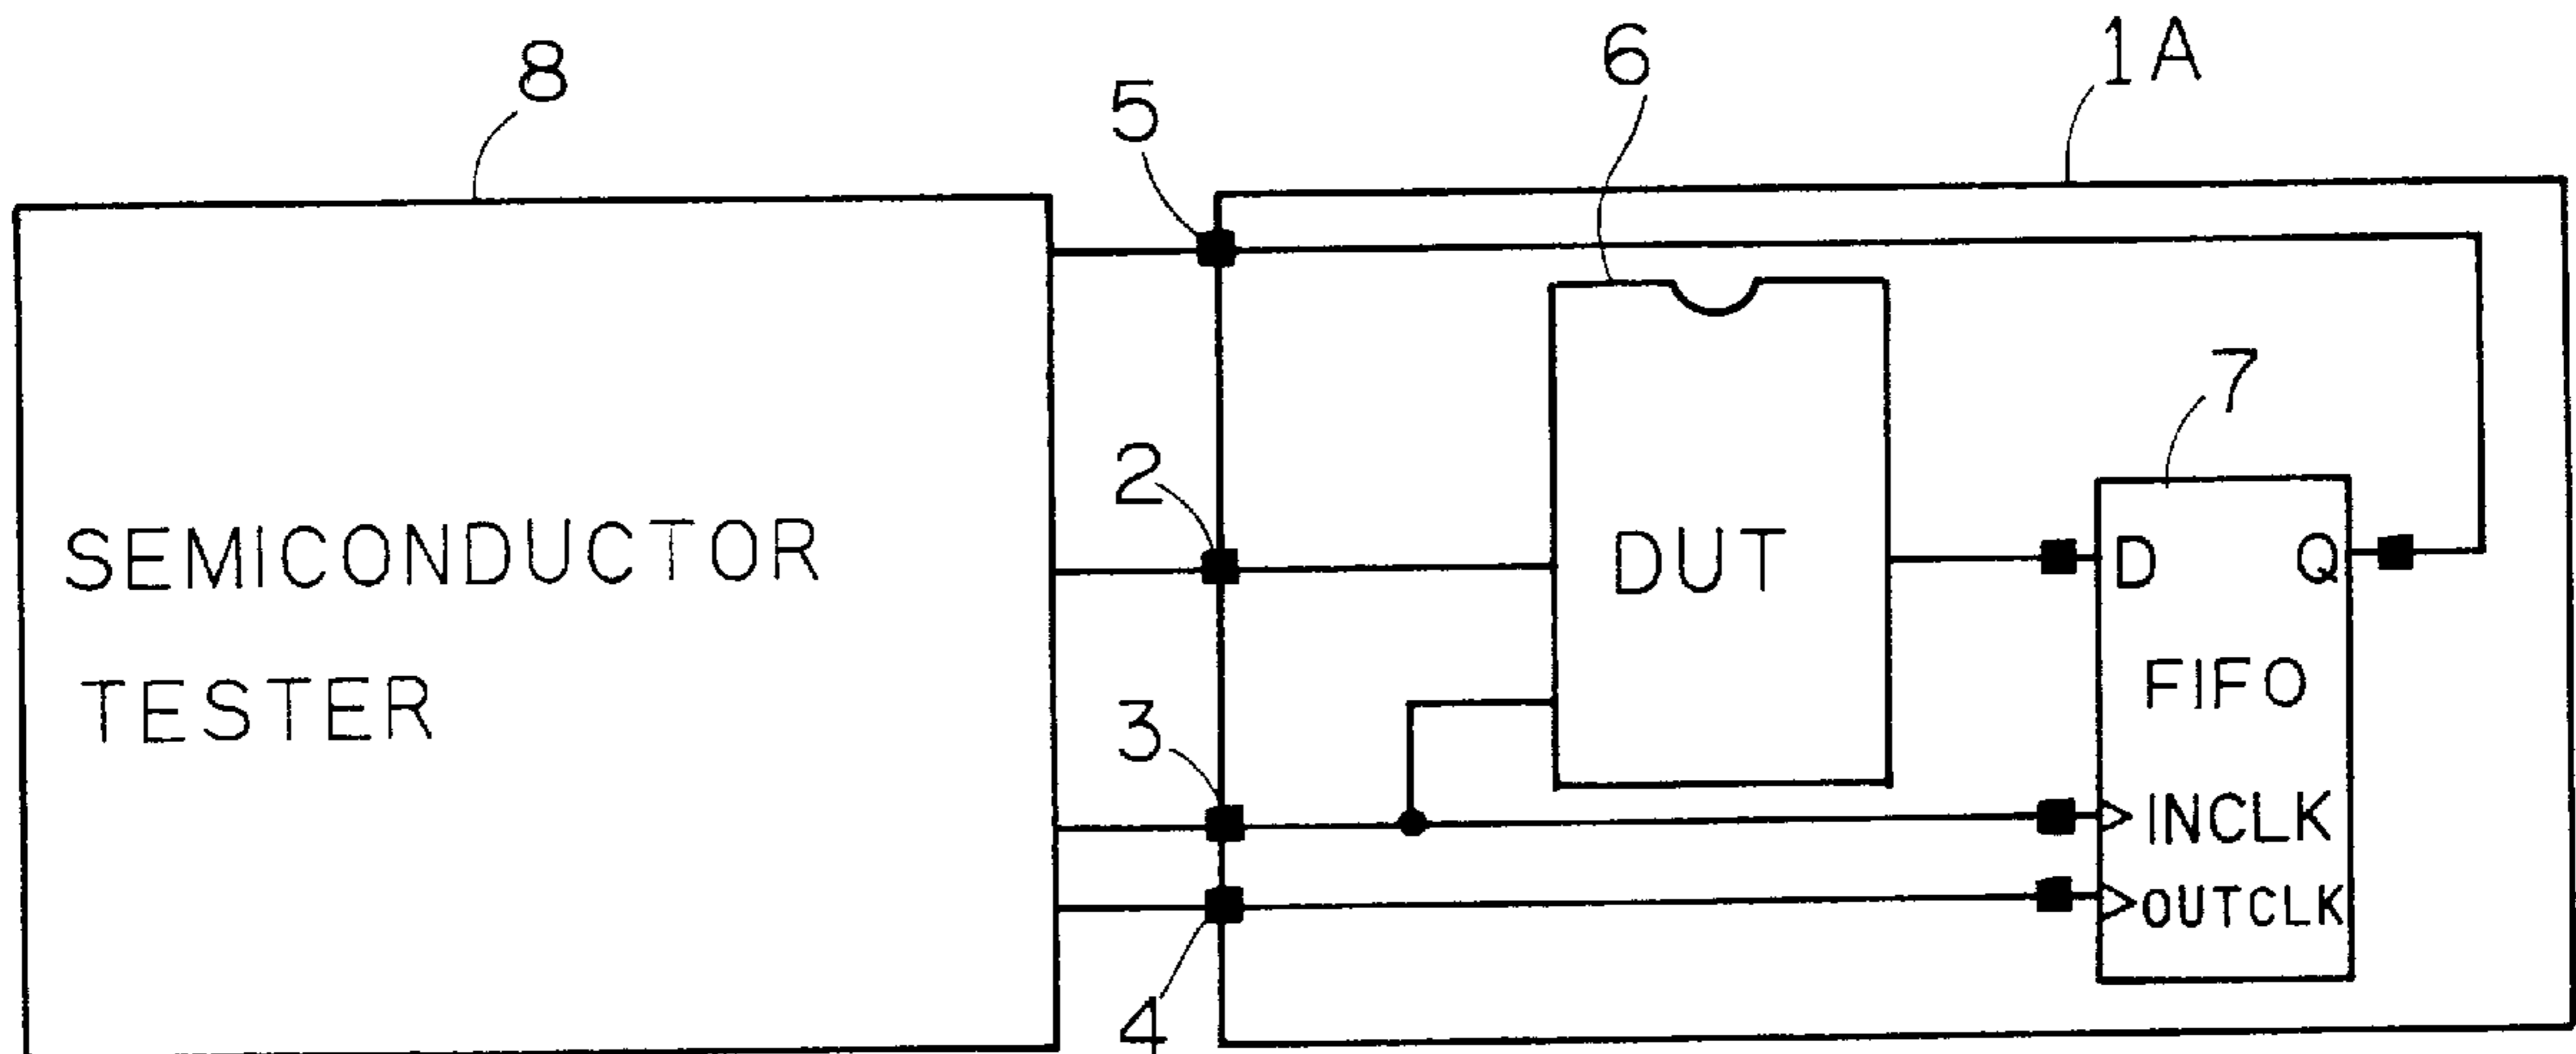 8
5
6
1A
2
7
SEMICONDUCTOR
TESTER
DUT
D
Q
FIFO
3
INCLK
OUTCLK
4